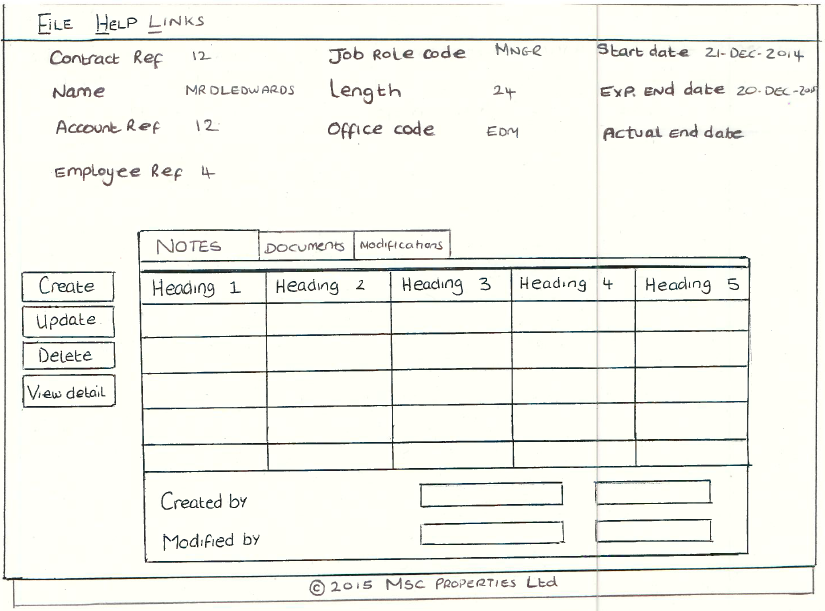 File Help Links
Contract Ref 12 Job Role code MNGR Start date 21-DEC-2014
Name MR DLEDWARDS Length 24 Exp. End date 20-DEC-2015
Account Ref 12 Office code EDM Actual End date
Employee Ref 4
NOTES Documents Modifications
Create Heading 1 Heading 2 Heading 3 Heading 4 Heading 5
Update
Delete
View detail
Created by
Modified by
© 2015 MSC PROPERTIES Ltd